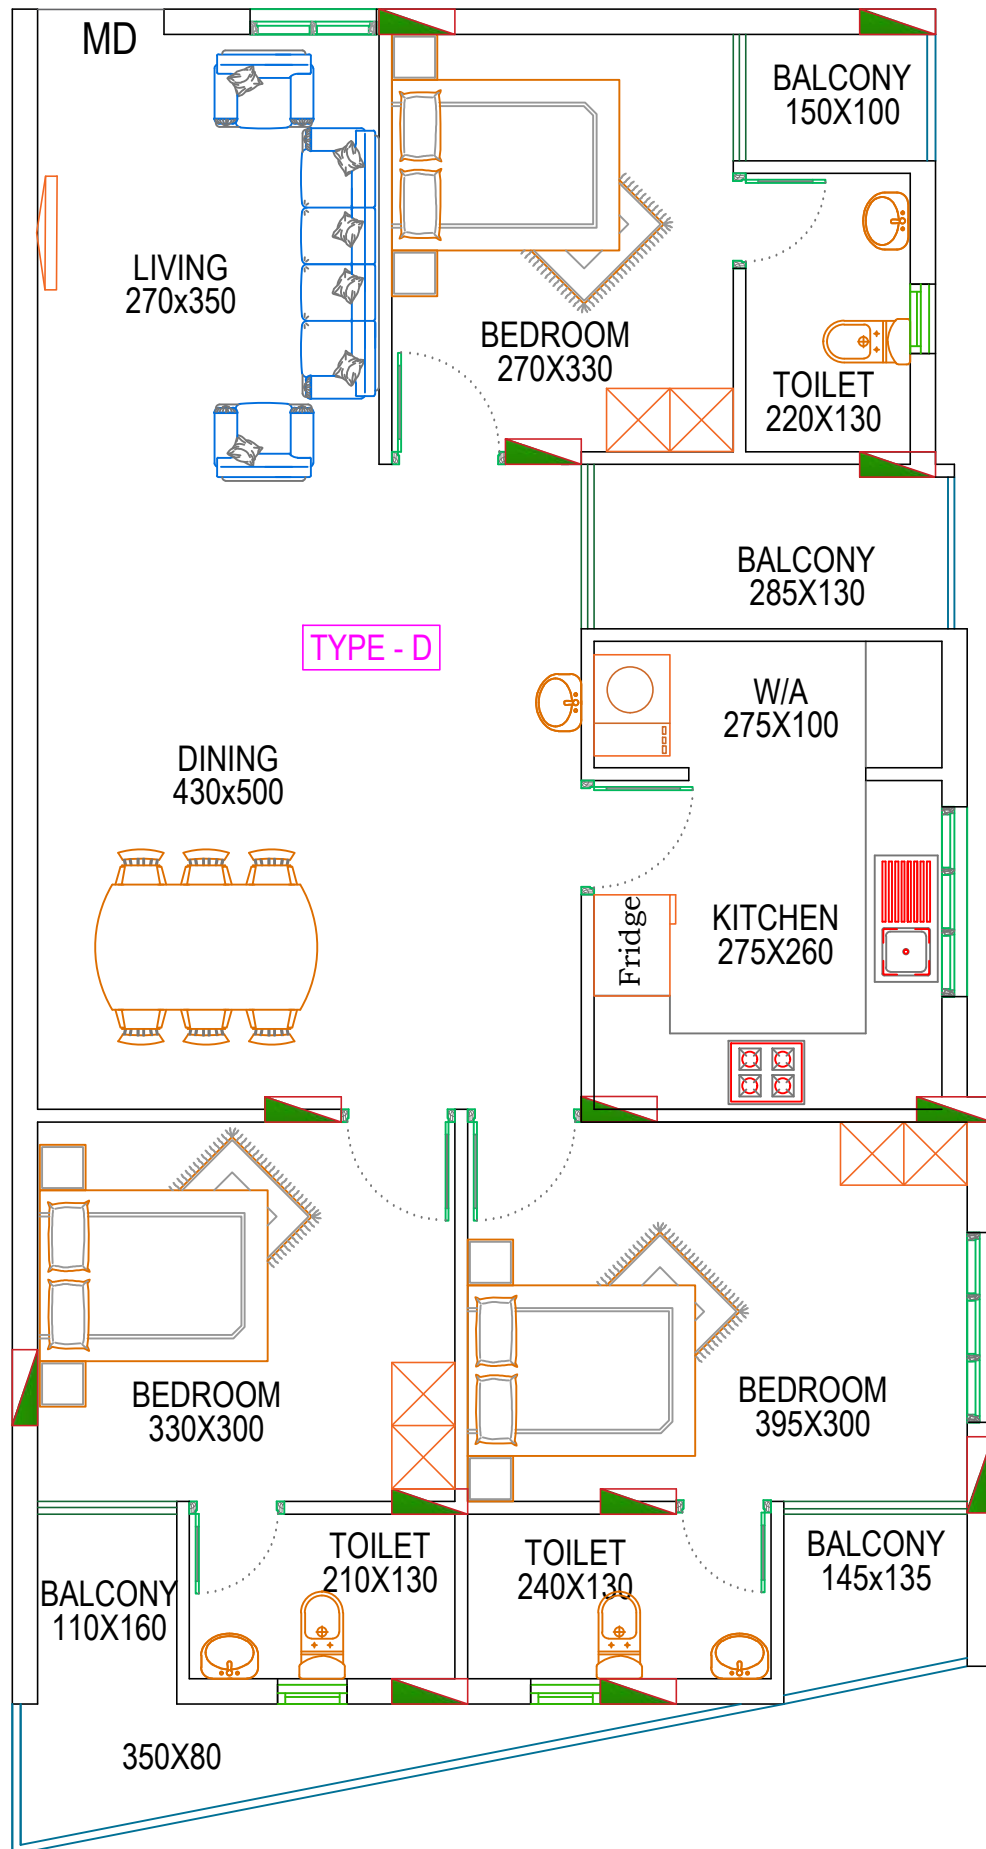 MD
BALCONY
150X100
LIVING
270x350
BEDROOM
270X330
TOILET
220X130
BALCONY
285X130
TYPE - D
W/A
275X100
DINING
430x500
Fridge
KITCHEN
275X260
BEDROOM
330X300
BEDROOM
395X300
TOILET
210X130
TOILET
240X130
BALCONY
145x135
BALCONY
110X160
350X80